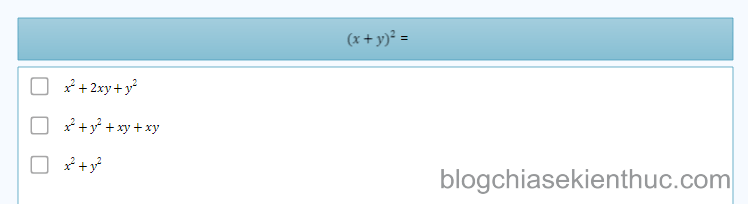 (x + y)² =
x² + 2xy + y²
x² + y² + xy + xy
x² + y²
blogchiasekienthuc.com